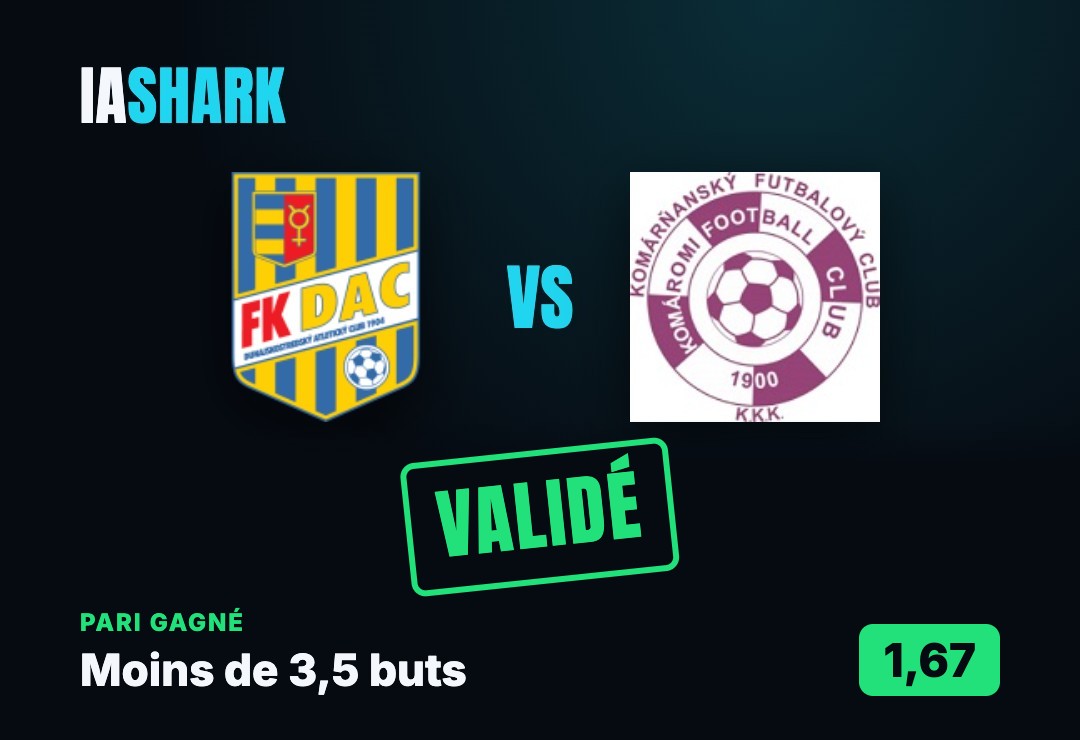 IASHARK
FK DAC
DUNAJSKOSTREDSKÝ ATLETICKÝ CLUB 1904
VS
KOMÁRŇANSKÝ FUTBALOVÝ CLUB
KOMÁROMI FOOTBALL CLUB
1900
K.K.K.
VALIDÉ
PARI GAGNÉ
Moins de 3,5 buts
1,67